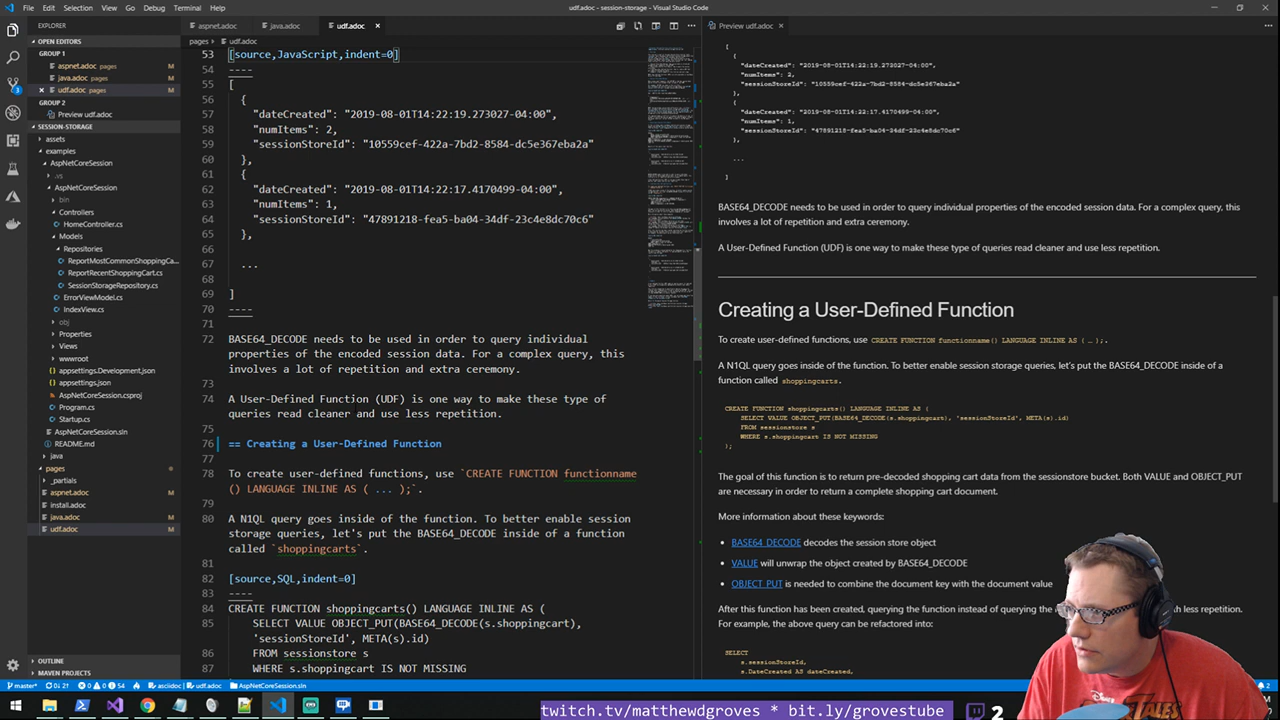 File Edit Selection View Go Debug Terminal Help
udf.adoc - session-storage - Visual Studio Code
EXPLORER
OPEN EDITORS
GROUP 1
aspnet.adoc pages M
java.adoc pages M
udf.adoc pages M
GROUP 2
Preview udf.adoc
SESSION-STORAGE
assets
examples
AspNetCoreSession
.vs
AspNetCoreSession
bin
Controllers
HomeController.cs
Models
Repositories
ReportMostCommonShoppingCa...
ReportRecentShoppingCart.cs
SessionStorageRepository.cs
ErrorViewModel.cs
IndexView.cs
obj
Properties
Views
wwwroot
appsettings.Development.json
appsettings.json
AspNetCoreSession.csproj
Program.cs
Startup.cs
AspNetCoreSession.sln
README.md
java
pages
_partials
aspnet.adoc M
install.adoc
java.adoc M
udf.adoc M
OUTLINE
MAVEN PROJECTS
aspnet.adoc java.adoc udf.adoc
pages udf.adoc
53 [source,JavaScript,indent=0]
54 ----
55 [
56 {
57 "dateCreated": "2019-08-01T14:22:19.273027-04:00",
58 "numItems": 2,
59 "sessionStoreId": "10539cef-422a-7bd2-8584-dc5e367eba2a"
60 },
61 {
62 "dateCreated": "2019-08-01T14:22:17.4170499-04:00",
63 "numItems": 1,
64 "sessionStoreId": "47891218-fea5-ba04-34df-23c4e8dc70c6"
65 },
66
67 ...
68
69 ]
70 ----
71
72 BASE64_DECODE needs to be used in order to query individual
properties of the encoded session data. For a complex query, this
involves a lot of repetition and extra ceremony.
73
74 A User-Defined Function (UDF) is one way to make these type of
queries read cleaner and use less repetition.
75
76 == Creating a User-Defined Function
77
78 To create user-defined functions, use `CREATE FUNCTION functionname
() LANGUAGE INLINE AS ( ... );`.
79
80 A N1QL query goes inside of the function. To better enable session
storage queries, let's put the BASE64_DECODE inside of a function
called `shoppingcarts`.
81
82 [source,SQL,indent=0]
83 ----
84 CREATE FUNCTION shoppingcarts() LANGUAGE INLINE AS (
85 SELECT VALUE OBJECT_PUT(BASE64_DECODE(s.shoppingcart),
'sessionStoreId', META(s).id)
86 FROM sessionstore s
87 WHERE s.shoppingcart IS NOT MISSING
Preview udf.adoc
[
{
"dateCreated": "2019-08-01T14:22:19.273027-04:00",
"numItems": 2,
"sessionStoreId": "10539cef-422a-7bd2-8584-dc5e367eba2a"
},
{
"dateCreated": "2019-08-01T14:22:17.4170499-04:00",
"numItems": 1,
"sessionStoreId": "47891218-fea5-ba04-34df-23c4e8dc70c6"
},
...
]
BASE64_DECODE needs to be used in order to query individual properties of the encoded session data. For a complex query, this
involves a lot of repetition and extra ceremony.
A User-Defined Function (UDF) is one way to make these type of queries read cleaner and use less repetition.
Creating a User-Defined Function
To create user-defined functions, use CREATE FUNCTION functionname() LANGUAGE INLINE AS ( … );.
A N1QL query goes inside of the function. To better enable session storage queries, let's put the BASE64_DECODE inside of a
function called shoppingcarts.
CREATE FUNCTION shoppingcarts() LANGUAGE INLINE AS (
SELECT VALUE OBJECT_PUT(BASE64_DECODE(s.shoppingcart), 'sessionStoreId', META(s).id)
FROM sessionstore s
WHERE s.shoppingcart IS NOT MISSING
);
The goal of this function is to return pre-decoded shopping cart data from the sessionstore bucket. Both VALUE and OBJECT_PUT
are necessary in order to return a complete shopping cart document.
More information about these keywords:
• BASE64_DECODE decodes the session store object
• VALUE will unwrap the object created by BASE64_DECODE
• OBJECT_PUT is needed to combine the document key with the document value
After this function has been created, querying the function instead of querying the less repetition.
For example, the above query can be refactored into:
SELECT
s.sessionStoreId,
s.DateCreated AS dateCreated,
master* 0↓ 2↑ 0 0 54 asciidoc udf.adoc AspNetCoreSession.sln
twitch.tv/matthewdgroves * bit.ly/grovestube 2